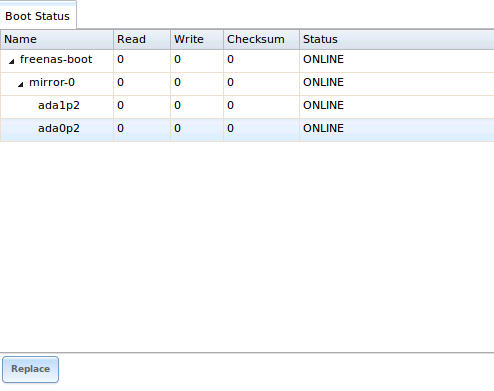 Boot Status
Name Read Write Checksum Status
freenas-boot 0 0 0 ONLINE
mirror-0 0 0 0 ONLINE
ada1p2 0 0 0 ONLINE
ada0p2 0 0 0 ONLINE
Replace